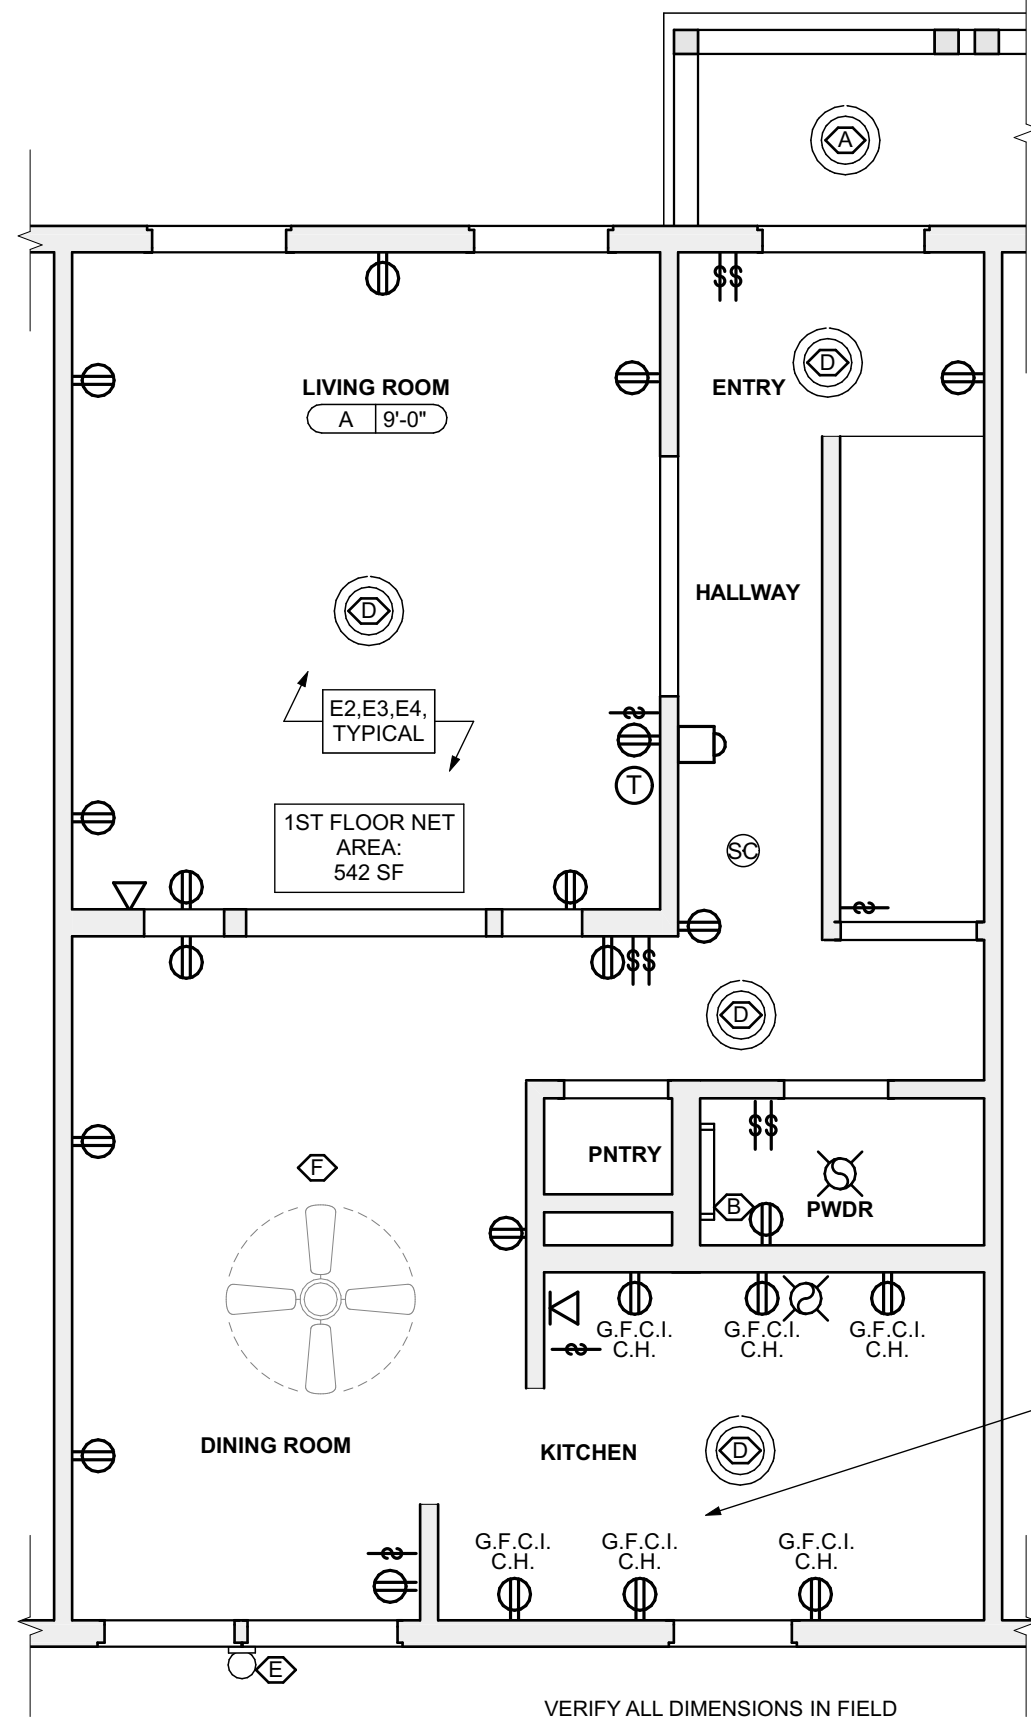 A
$$
D
LIVING ROOM
ENTRY
A 9'-0"
HALLWAY
D
E2,E3,E4,
TYPICAL
$
T
1ST FLOOR NET
AREA:
542 SF
SC
$
$$
D
PNTRY
$$
F
B
PWDR
G.F.C.I.
C.H.
G.F.C.I.
C.H.
G.F.C.I.
C.H.
$
DINING ROOM
KITCHEN
D
G.F.C.I.
C.H.
G.F.C.I.
C.H.
G.F.C.I.
C.H.
$
E
VERIFY ALL DIMENSIONS IN FIELD